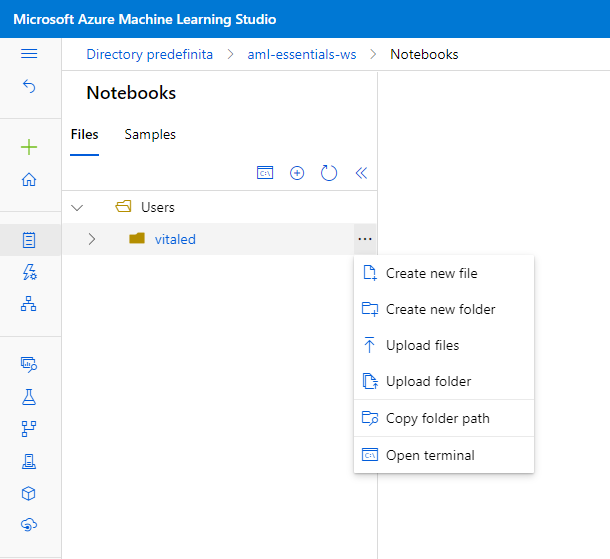 Microsoft Azure Machine Learning Studio
Directory predefinita > aml-essentials-ws > Notebooks
Notebooks
Files Samples
Users
vitaled
...
Create new file
Create new folder
Upload files
Upload folder
Copy folder path
Open terminal